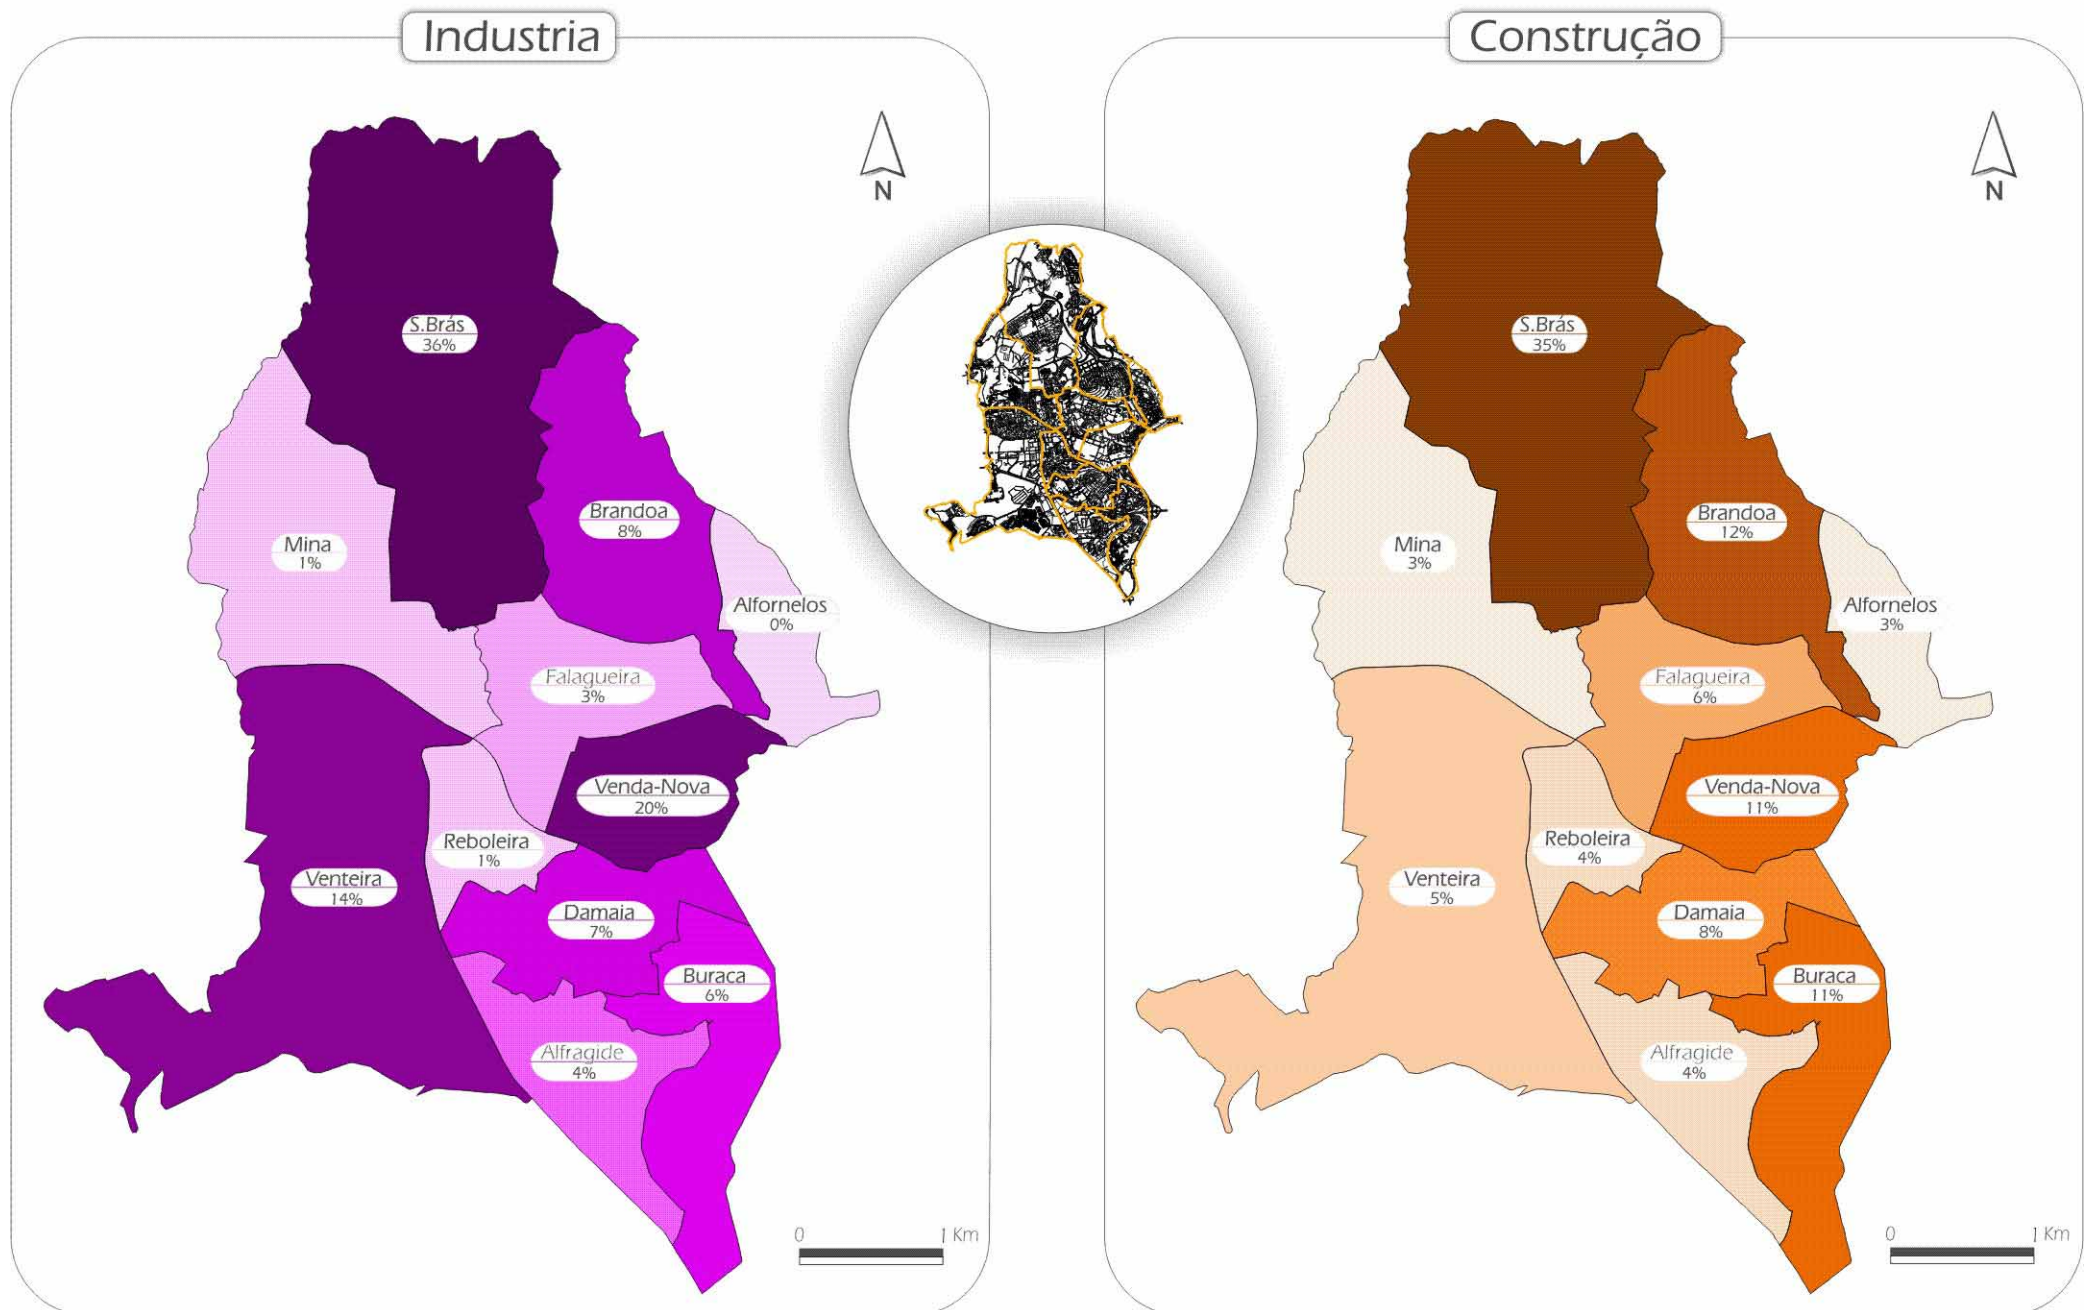 Industria
N
S.Brás
36%
Brandoa
8%
Mina
1%
Alfornelos
0%
Falagueira
3%
Venda-Nova
20%
Reboleira
1%
Venteira
14%
Damaia
7%
Buraca
6%
Alfragide
4%
0 1 Km
Construção
N
S.Brás
35%
Brandoa
12%
Mina
3%
Alfornelos
3%
Falagueira
6%
Venda-Nova
11%
Reboleira
4%
Venteira
5%
Damaia
8%
Buraca
11%
Alfragide
4%
0 1 Km